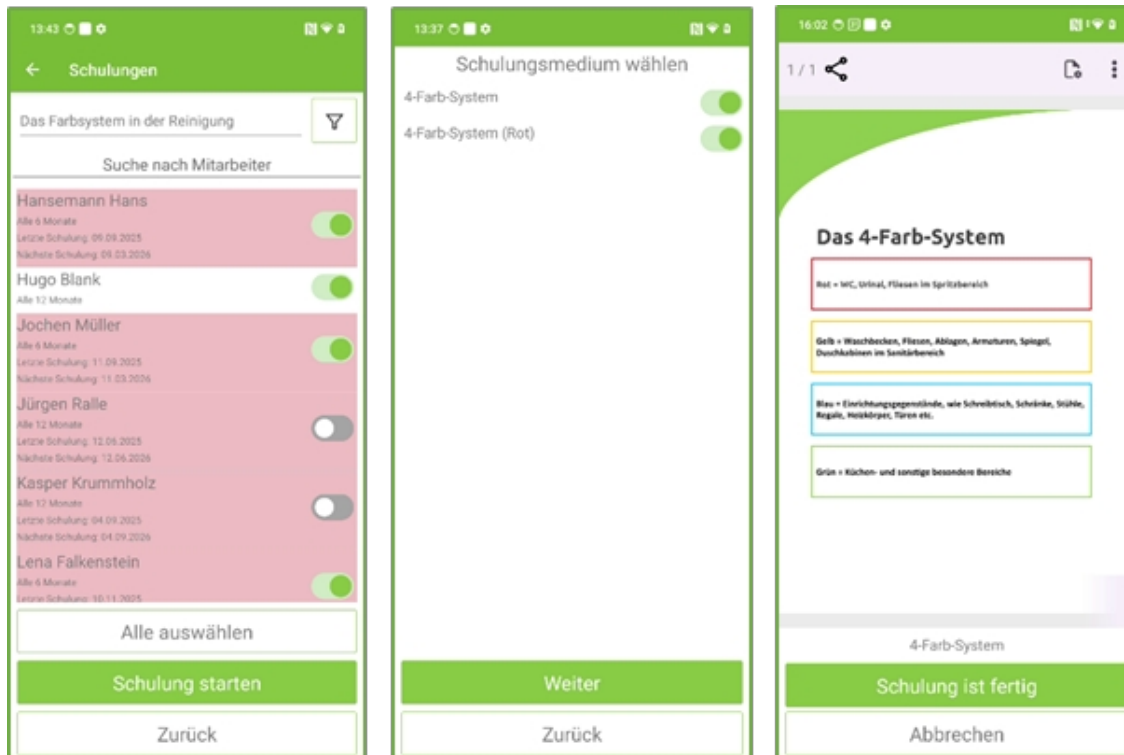 13:43
Schulungen
Das Farbsystem in der Reinigung
Suche nach Mitarbeiter
Hansemann Hans
Alle 6 Monate
Letzte Schulung: 09.09.2025
Nächste Schulung: 09.03.2026
Hugo Blank
Alle 12 Monate
Jochen Müller
Alle 6 Monate
Letzte Schulung: 11.09.2025
Nächste Schulung: 11.03.2026
Jürgen Ralle
Alle 12 Monate
Letzte Schulung: 12.06.2025
Nächste Schulung: 12.06.2026
Kasper Krummholz
Alle 12 Monate
Letzte Schulung: 04.09.2025
Nächste Schulung: 04.09.2026
Lena Falkenstein
Alle 6 Monate
Letzte Schulung: 10.11.2025
Alle auswählen
Schulung starten
Zurück
13:37
Schulungsmedium wählen
4-Farb-System
4-Farb-System (Rot)
Weiter
Zurück
16:02
1/1
Das 4-Farb-System
Rot = WC, Urinal, Fliesen im Spritzbereich
Gelb = Waschbecken, Fliesen, Ablagen, Armaturen, Spiegel,
Duschkabinen im Sanitärbereich
Blau = Einrichtungsgegenstände, wie Schreibtisch, Schränke, Stühle,
Regale, Heizkörper, Türen etc.
Grün = Küchen- und sonstige besondere Bereiche
4-Farb-System
Schulung ist fertig
Abbrechen